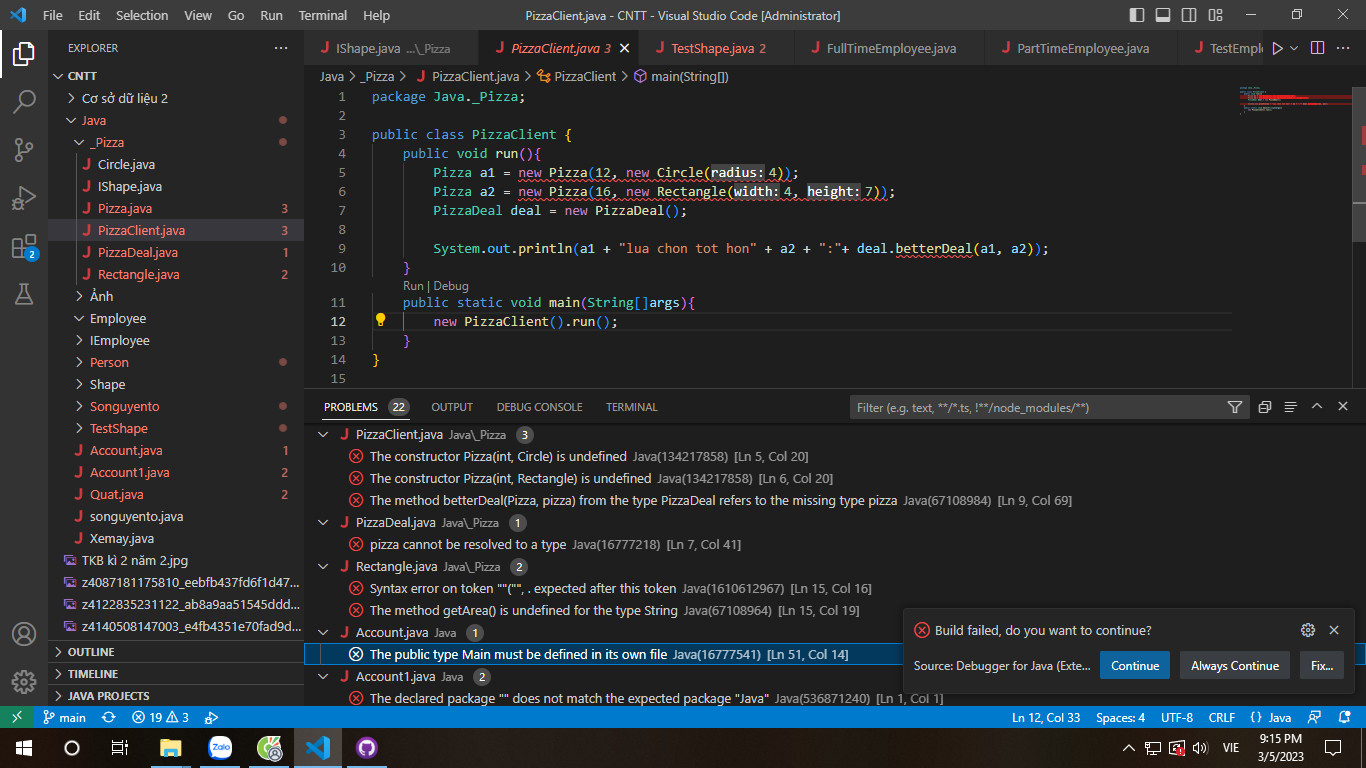 File Edit Selection View Go Run Terminal Help PizzaClient.java - CNTT - Visual Studio Code [Administrator]
EXPLORER
IShape.java ...\_Pizza PizzaClient.java 3 TestShape.java 2 FullTimeEmployee.java PartTimeEmployee.java TestEmpl
Java > _Pizza > PizzaClient.java > PizzaClient > main(String[])
CNTT
Cơ sở dữ liệu 2
Java
_Pizza
Circle.java
IShape.java
Pizza.java 3
PizzaClient.java 3
PizzaDeal.java 1
Rectangle.java 2
Ảnh
Employee
IEmployee
Person
Shape
Songuyento
TestShape
Account.java 1
Account1.java 2
Quat.java 2
songuyento.java
Xemay.java
TKB kì 2 năm 2.jpg
z4087181175810_eebfb437fd6f1d47...
z4122835231122_ab8a9aa51545ddd...
z4140508147003_e4fb4351e70fad9d...
OUTLINE
TIMELINE
JAVA PROJECTS
1 package Java._Pizza;
2
3 public class PizzaClient {
4 public void run(){
5 Pizza a1 = new Pizza(12, new Circle(radius:4));
6 Pizza a2 = new Pizza(16, new Rectangle(width:4, height:7));
7 PizzaDeal deal = new PizzaDeal();
8
9 System.out.println(a1 + "lua chon tot hon" + a2 + ":"+ deal.betterDeal(a1, a2));
10 }
Run | Debug
11 public static void main(String[]args){
12 new PizzaClient().run();
13 }
14 }
15
PROBLEMS 22 OUTPUT DEBUG CONSOLE TERMINAL Filter (e.g. text, **/*.ts, !**/node_modules/**)
PizzaClient.java Java\_Pizza 3
The constructor Pizza(int, Circle) is undefined Java(134217858) [Ln 5, Col 20]
The constructor Pizza(int, Rectangle) is undefined Java(134217858) [Ln 6, Col 20]
The method betterDeal(Pizza, pizza) from the type PizzaDeal refers to the missing type pizza Java(67108984) [Ln 9, Col 69]
PizzaDeal.java Java\_Pizza 1
pizza cannot be resolved to a type Java(16777218) [Ln 7, Col 41]
Rectangle.java Java\_Pizza 2
Syntax error on token ""("", . expected after this token Java(1610612967) [Ln 15, Col 16]
The method getArea() is undefined for the type String Java(67108964) [Ln 15, Col 19]
Account.java Java 1
The public type Main must be defined in its own file Java(16777541) [Ln 51, Col 14]
Account1.java Java 2
The declared package "" does not match the expected package "Java" Java(536871240) [Ln 1, Col 1]
Build failed, do you want to continue?
Source: Debugger for Java (Exte... Continue Always Continue Fix...
2
main 19 3 Ln 12, Col 33 Spaces: 4 UTF-8 CRLF {} Java
Zalo VIE 9:15 PM
3/5/2023